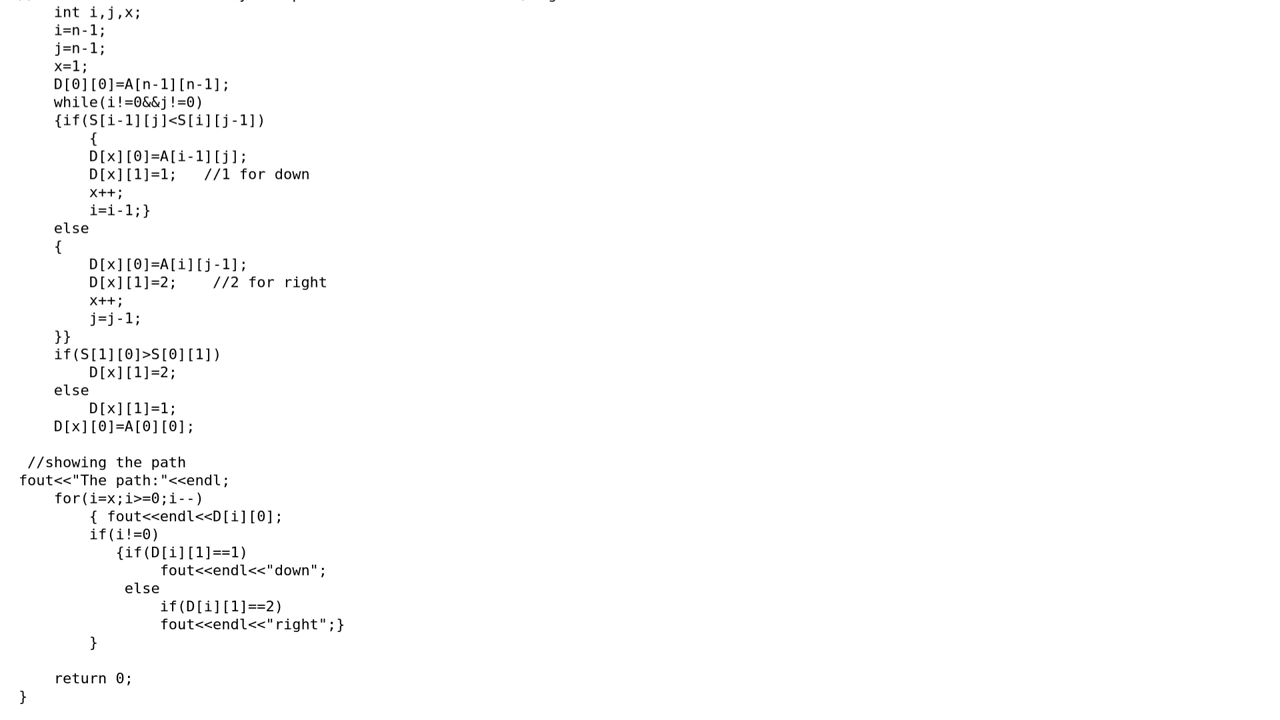 int i,j,x;
i=n-1;
j=n-1;
x=1;
D[0][0]=A[n-1][n-1];
while(i!=0&&j!=0)
{if(S[i-1][j]<S[i][j-1])
{
D[x][0]=A[i-1][j];
D[x][1]=1;   //1 for down
x++;
i=i-1;}
else
{
D[x][0]=A[i][j-1];
D[x][1]=2;    //2 for right
x++;
j=j-1;
}}
if(S[1][0]>S[0][1])
D[x][1]=2;
else
D[x][1]=1;
D[x][0]=A[0][0];
//showing the path
fout<<"The path:"<<endl;
for(i=x;i>=0;i--)
{ fout<<endl<<D[i][0];
if(i!=0)
{if(D[i][1]==1)
fout<<endl<<"down";
else
if(D[i][1]==2)
fout<<endl<<"right";}
}
return 0;
}